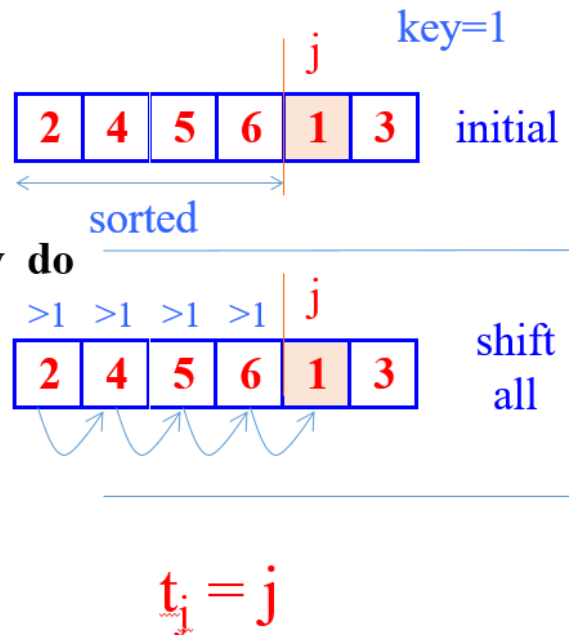 key=1
j
2 4 5 6 1 3 initial
sorted
do
>1 >1 >1 >1 j
2 4 5 6 1 3 shift all
tj = j